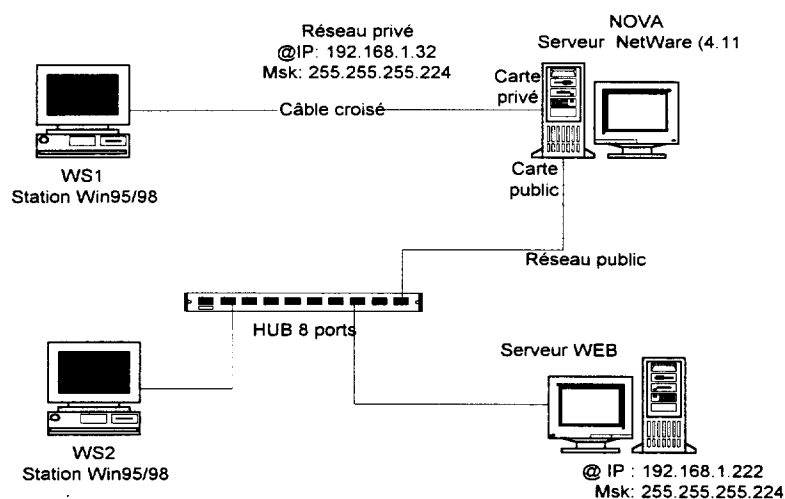 Réseau privé
@IP: 192.168.1.32
Msk: 255.255.255.224
NOVA
Serveur NetWare (4.11
Carte
privé
Câble croisé
WS1
Station Win95/98
Carte
public
Réseau public
HUB 8 ports
Serveur WEB
WS2
Station Win95/98
@ IP : 192.168.1.222
Msk: 255.255.255.224